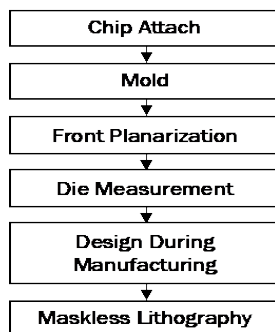 Chip Attach
Mold
Front Planarization
Die Measurement
Design During
Manufacturing
Maskless Lithography